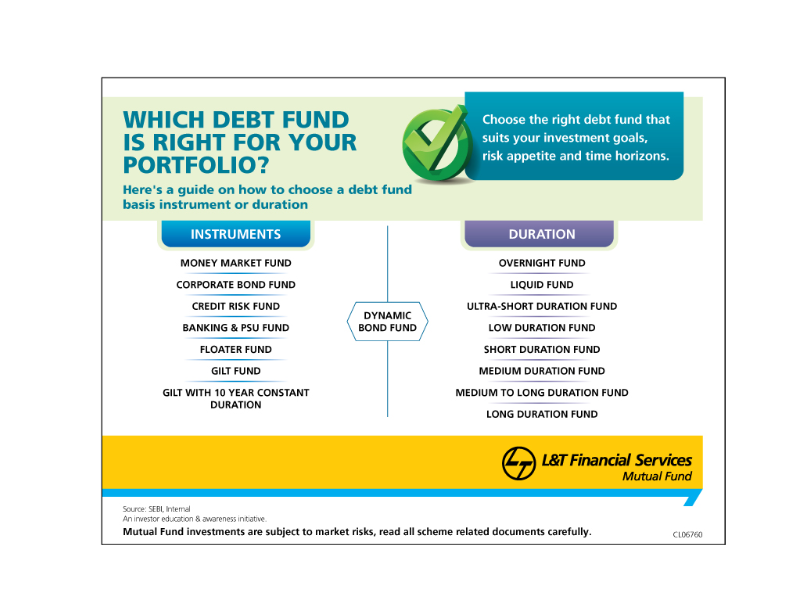 WHICH DEBT FUND
IS RIGHT FOR YOUR
PORTFOLIO?
Here's a guide on how to choose a debt fund
basis instrument or duration
Choose the right debt fund that
suits your investment goals,
risk appetite and time horizons.
INSTRUMENTS
MONEY MARKET FUND
CORPORATE BOND FUND
CREDIT RISK FUND
BANKING & PSU FUND
FLOATER FUND
GILT FUND
GILT WITH 10 YEAR CONSTANT
DURATION
DYNAMIC
BOND FUND
DURATION
OVERNIGHT FUND
LIQUID FUND
ULTRA-SHORT DURATION FUND
LOW DURATION FUND
SHORT DURATION FUND
MEDIUM DURATION FUND
MEDIUM TO LONG DURATION FUND
LONG DURATION FUND
L&T Financial Services
Mutual Fund
Source: SEBI, Internal
An investor education & awareness initiative.
Mutual Fund investments are subject to market risks, read all scheme related documents carefully.
CL06760